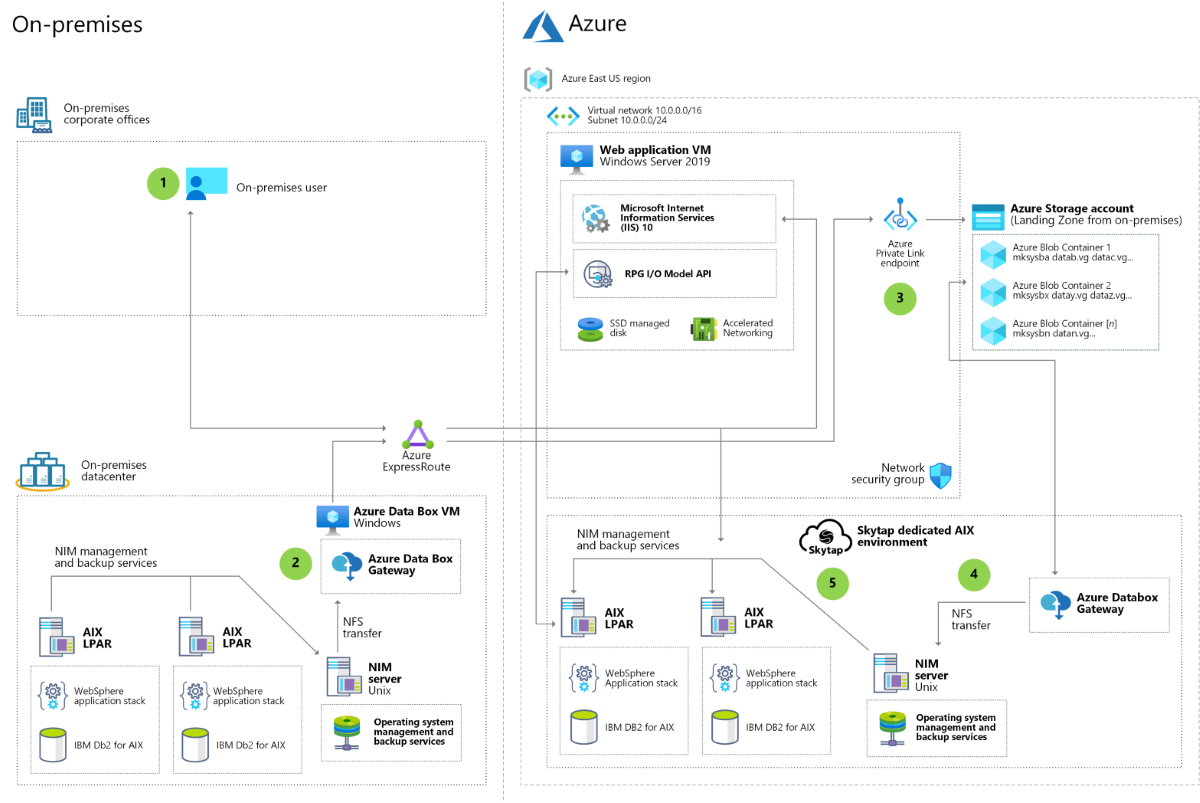 On-premises
Azure
Azure East US region
On-premises
corporate offices
Virtual network 10.0.0.0/16
Subnet 10.0.0.0/24
1
On-premises user
Web application VM
Windows Server 2019
Microsoft Internet
Information Services
(IIS) 10
RPG I/O Model API
SSD managed
disk
Accelerated
Networking
Azure
Private Link
endpoint
3
Azure Storage account
(Landing Zone from on-premises)
Azure Blob Container 1
mksysba datab.vg datac.vg...
Azure Blob Container 2
mksysbx datay.vg dataz.vg...
Azure Blob Container [n]
mksysbn datan.vg...
Azure
ExpressRoute
Network
security group
On-premises
datacenter
Azure Data Box VM
Windows
2
Azure Data Box
Gateway
NIM management
and backup services
NFS
transfer
AIX
LPAR
AIX
LPAR
NIM
server
Unix
WebSphere
application stack
IBM Db2 for AIX
WebSphere
application stack
IBM Db2 for AIX
Operating system
management and
backup services
NIM management
and backup services
Skytap
Skytap dedicated AIX
environment
5
4
Azure Databox
Gateway
NFS
transfer
AIX
LPAR
AIX
LPAR
NIM
server
Unix
WebSphere
Application stack
IBM DB2 for AIX
WebSphere
application stack
IBM DB2 for AIX
Operating system
management and
backup services